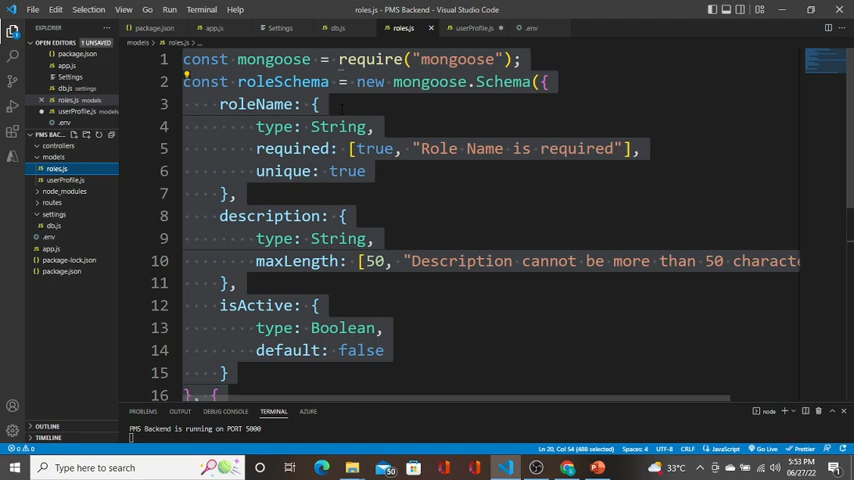 File Edit Selection View Go Run Terminal Help roles.js - PMS Backend - Visual Studio Code
EXPLORER ... package.json app.js Settings db.js roles.js userProfile.js .env
OPEN EDITORS 1 UNSAVED
package.json
app.js
Settings
db.js settings
roles.js models
userProfile.js models
.env
PMS BACK...
controllers
models
roles.js
userProfile.js
node_modules
routes
settings
db.js
.env
app.js
package-lock.json
package.json
OUTLINE
TIMELINE
models > roles.js > ...
1 const mongoose = require("mongoose");
2 const roleSchema = new mongoose.Schema({
3 roleName: {
4 type: String,
5 required: [true, "Role Name is required"],
6 unique: true
7 },
8 description: {
9 type: String,
10 maxLength: [50, "Description cannot be more than 50 characte
11 },
12 isActive: {
13 type: Boolean,
14 default: false
15 }
16 }, {
PROBLEMS OUTPUT DEBUG CONSOLE TERMINAL AZURE node
PMS Backend is running on PORT 5000
0 0 Ln 20, Col 54 (488 selected) Spaces: 4 UTF-8 CRLF JavaScript Go Live Prettier
Type here to search 50 33°C 5:53 PM
06/27/22